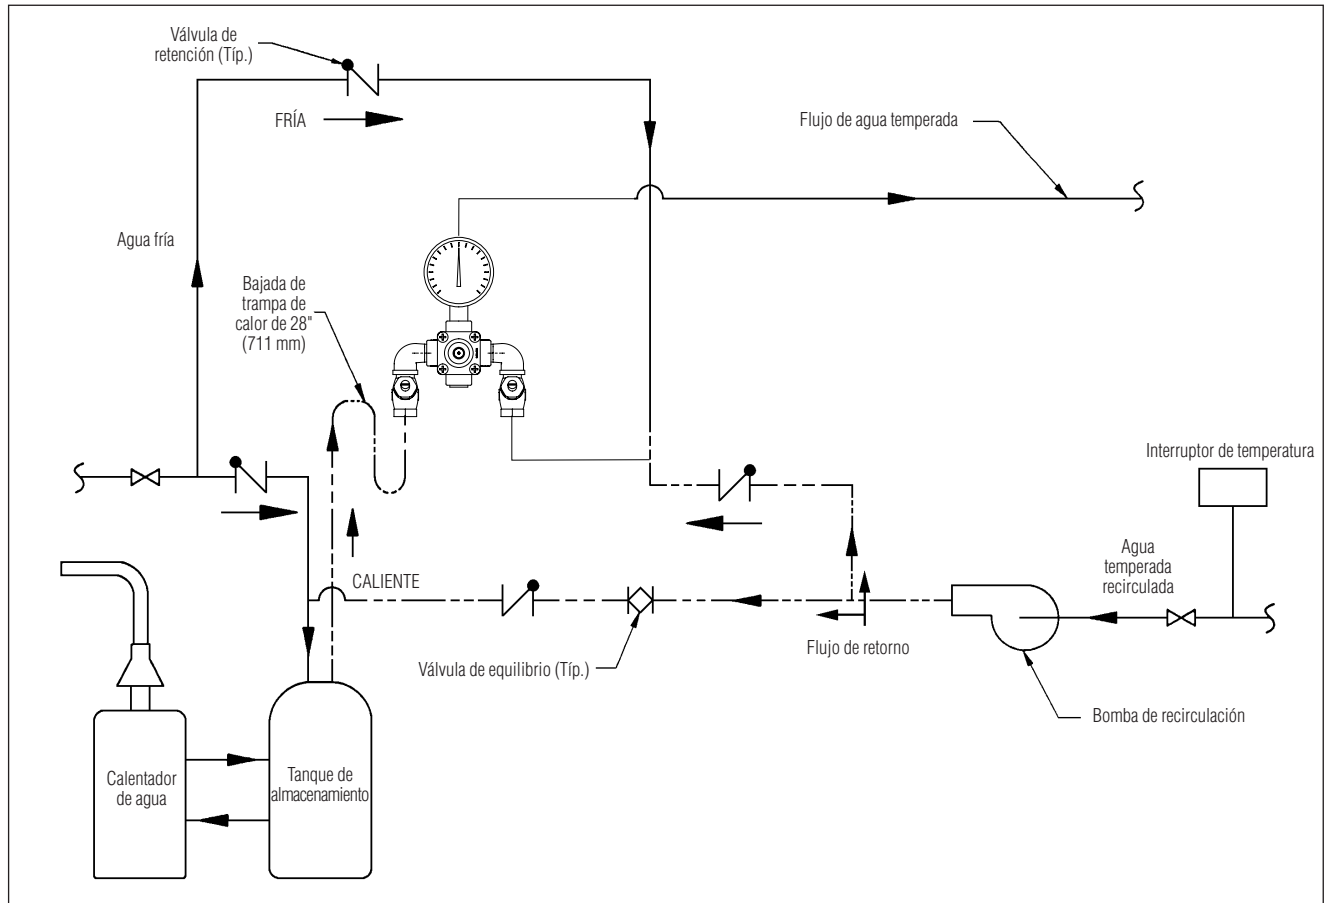 Válvula de
retención (Típ.)
FRÍA
Flujo de agua temperada
Agua fría
Bajada de
trampa de
calor de 28"
(711 mm)
Interruptor de temperatura
Agua
temperada
recirculada
CALIENTE
Flujo de retorno
Válvula de equilibrio (Típ.)
Bomba de recirculación
Calentador
de agua
Tanque de
almacenamiento